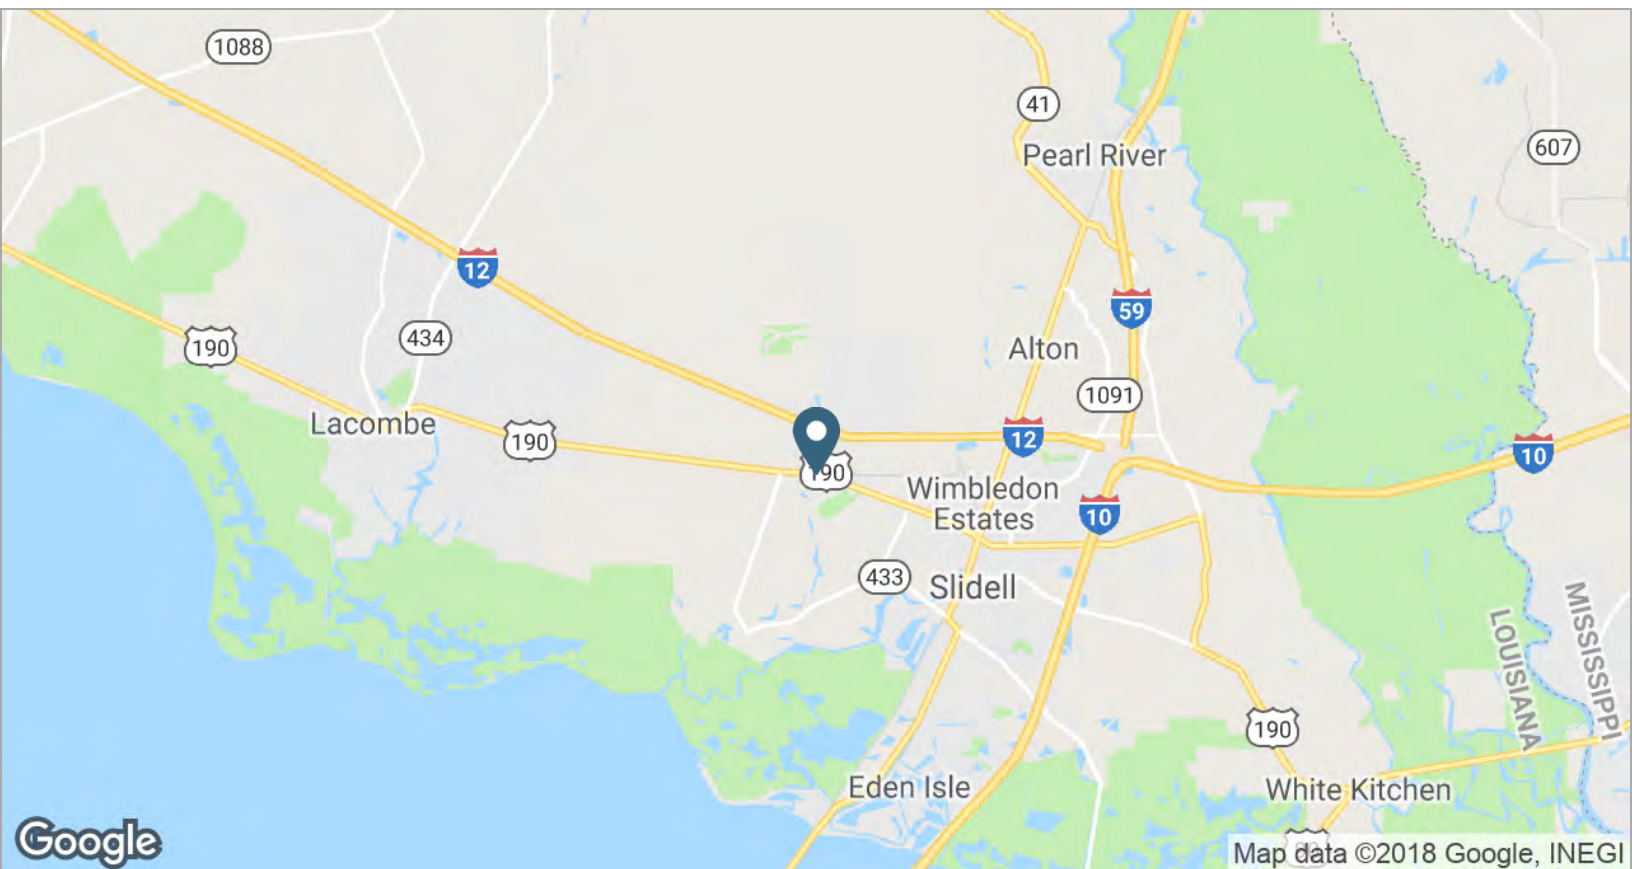 1088
41
Pearl River
607
12
59
190
434
Alton
1091
Lacombe
190
12
10
190
Wimbledon
Estates
10
433
Slidell
LOUISIANA
MISSISSIPPI
190
Eden Isle
White Kitchen
Google
Map data ©2018 Google, INEGI